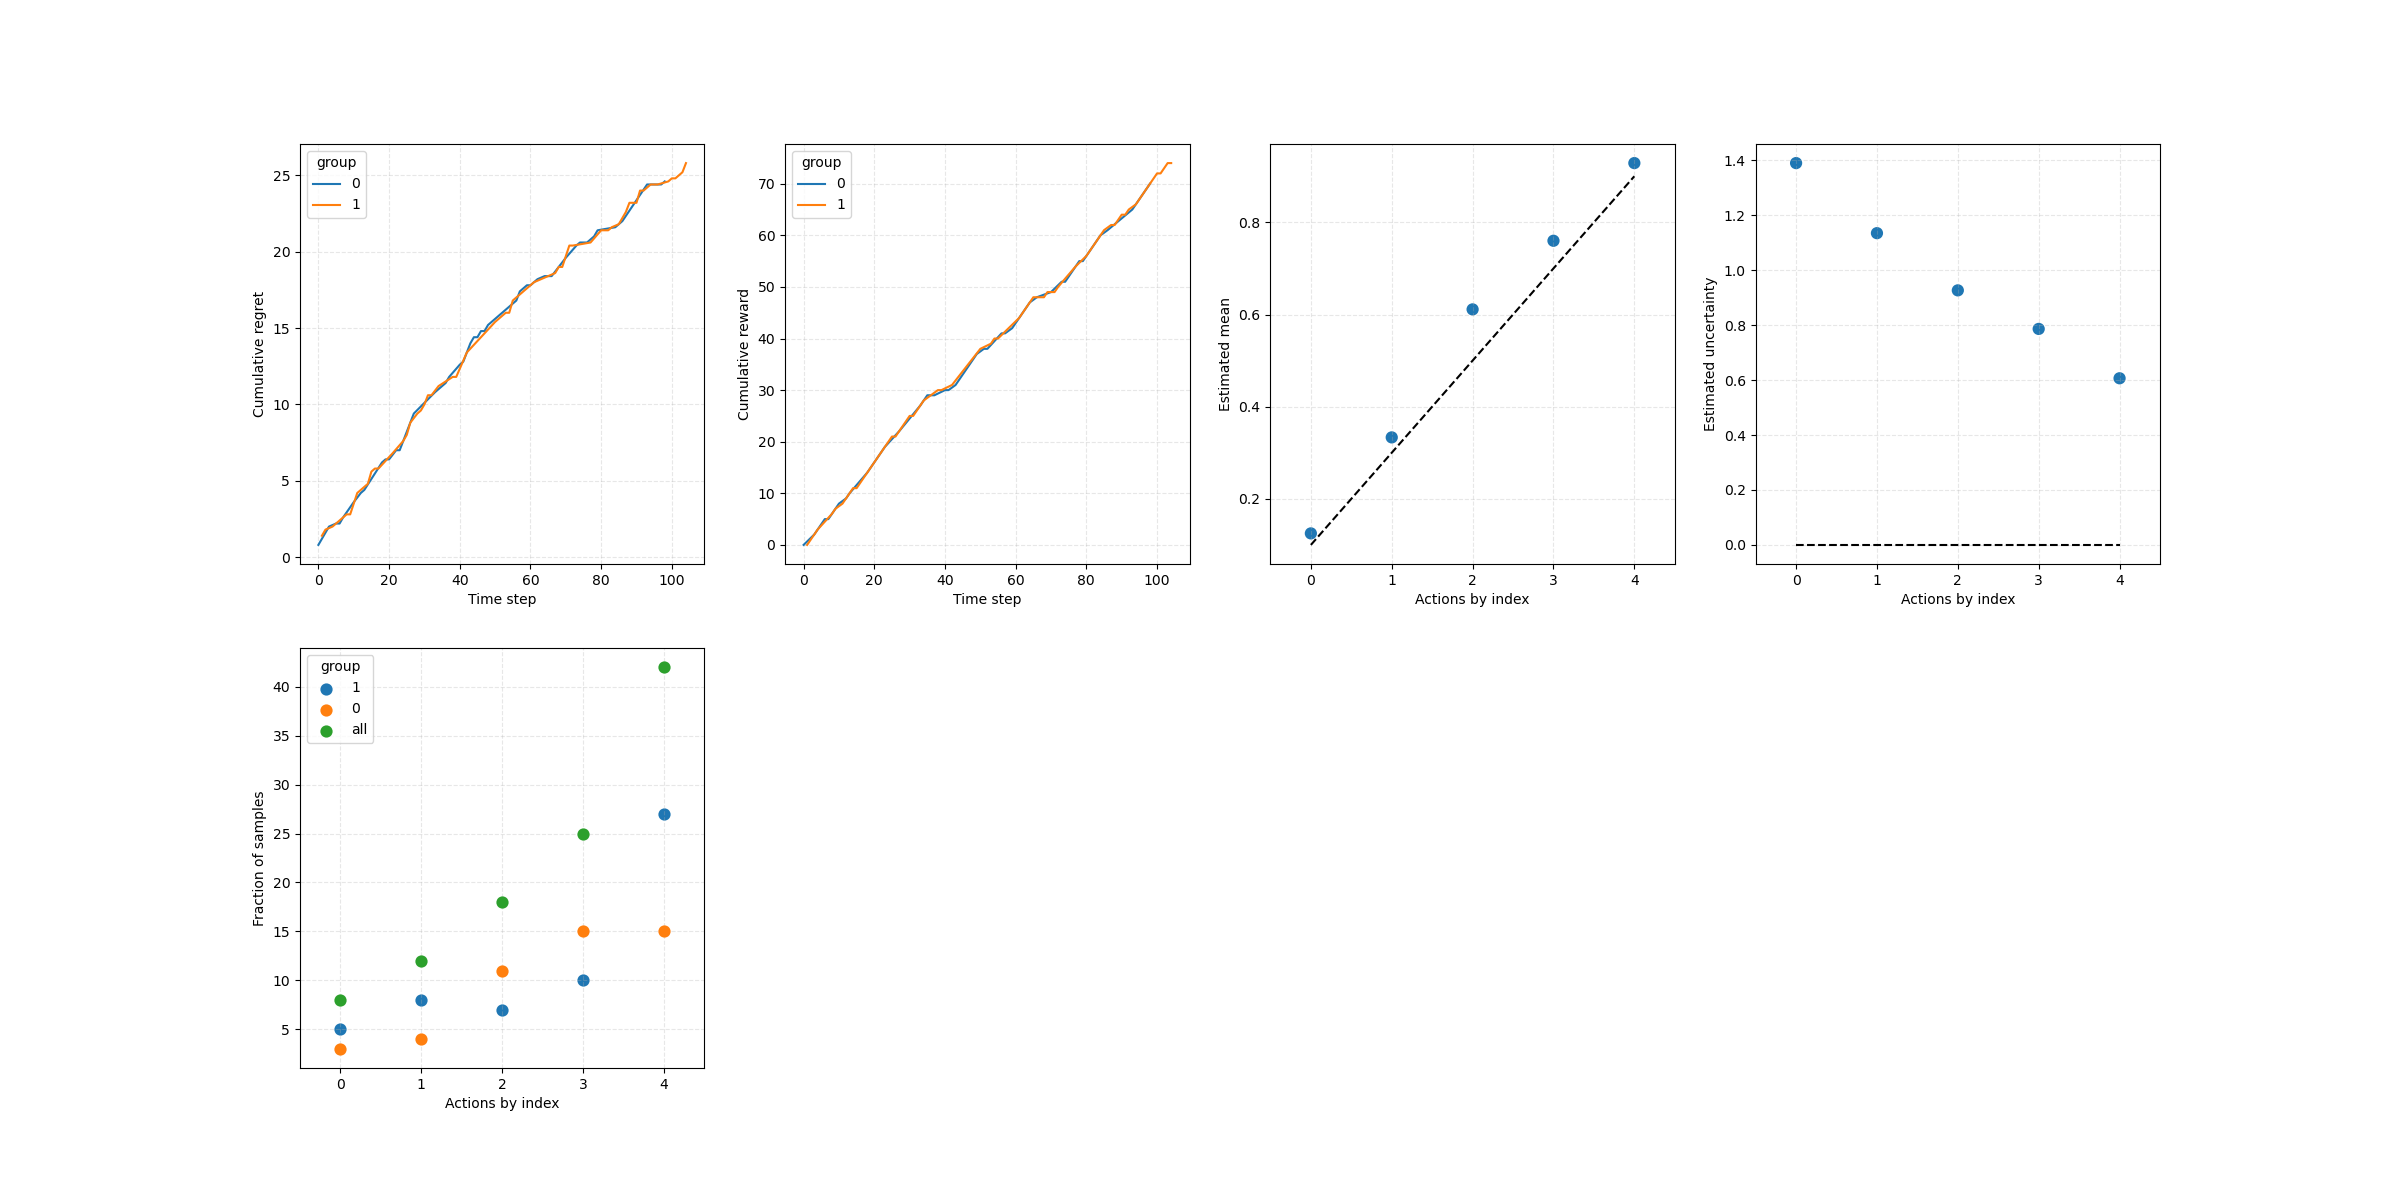 group
0
1
25
20
15
10
5
0
Cumulative regret
0 20 40 60 80 100
Time step
group
0
1
70
60
50
40
30
20
10
0
Cumulative reward
0 20 40 60 80 100
Time step
0.8
0.6
0.4
0.2
Estimated mean
0 1 2 3 4
Actions by index
1.4
1.2
1.0
0.8
0.6
0.4
0.2
0.0
Estimated uncertainty
0 1 2 3 4
Actions by index
group
1
0
all
40
35
30
25
20
15
10
5
Fraction of samples
0 1 2 3 4
Actions by index